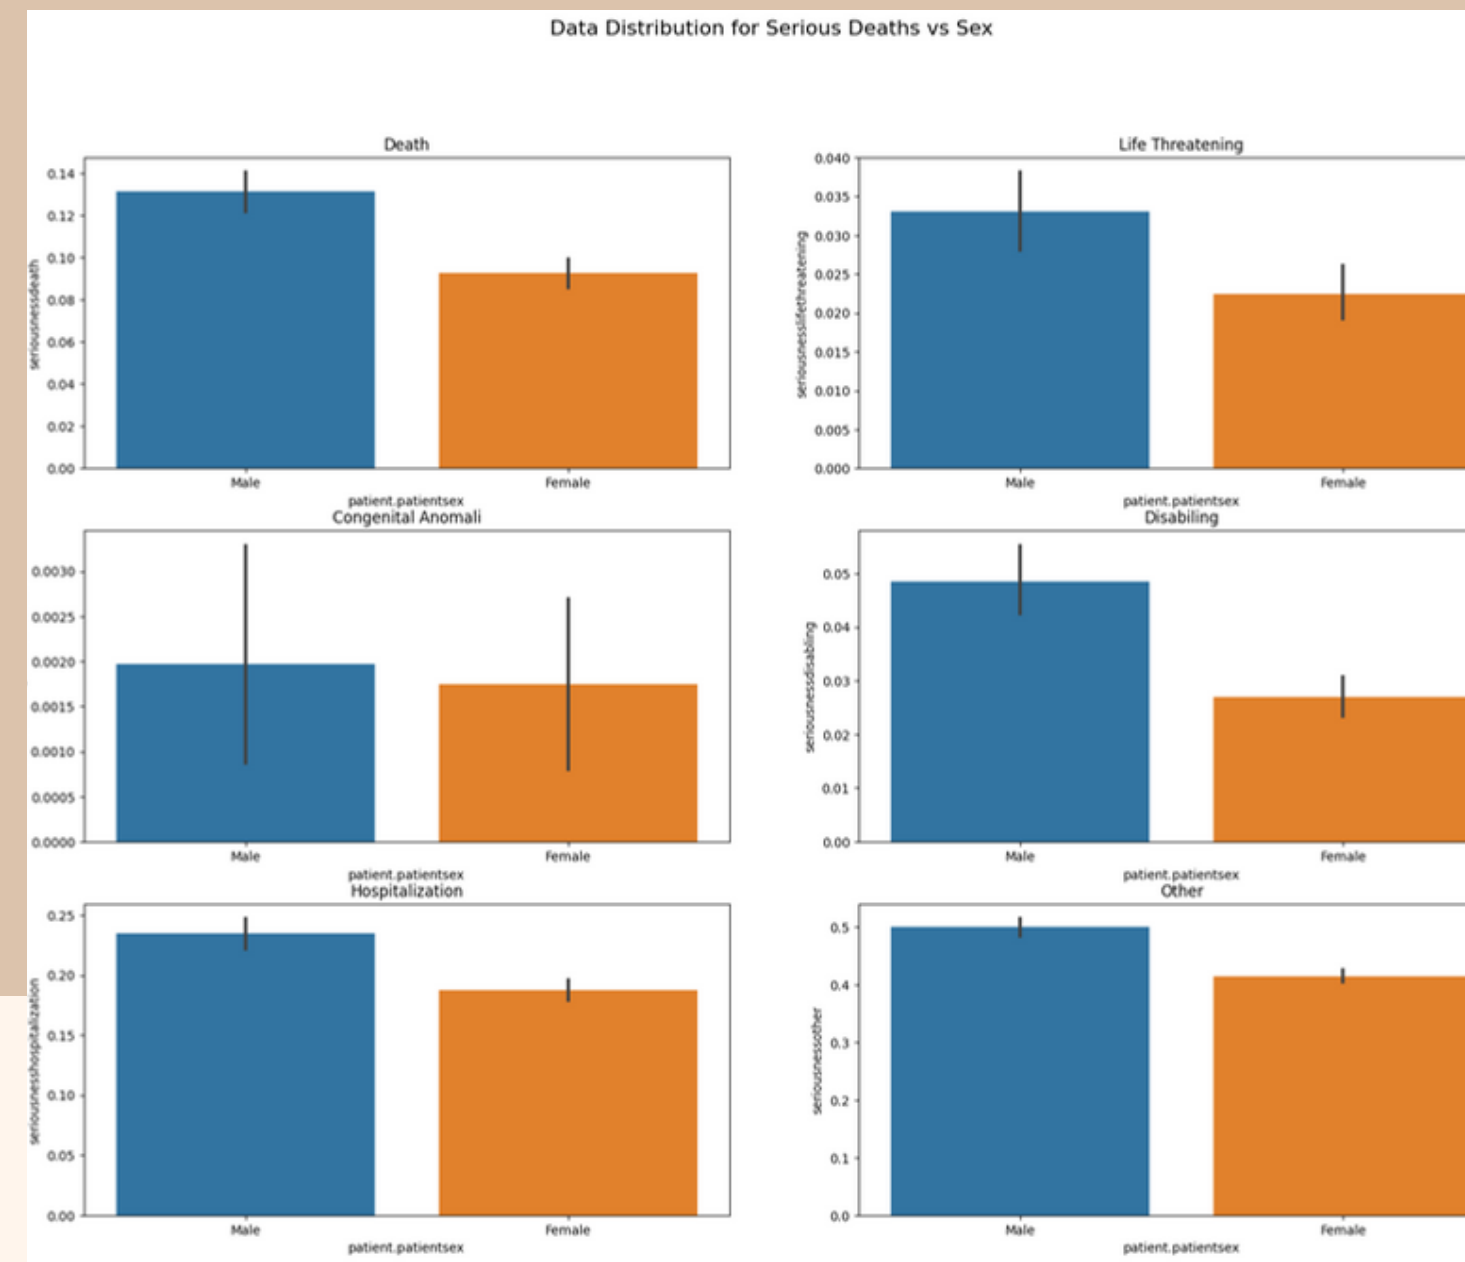 Data Distribution for Serious Deaths vs Sex
Death
0.14
0.12
0.10
0.08
0.06
0.04
0.02
0.00
seriousnessdeath
Male Female
patient.patientsex
Life Threatening
0.040
0.035
0.030
0.025
0.020
0.015
0.010
0.005
0.000
seriousnesslifethreatening
Male Female
patient.patientsex
Congenital Anomali
0.0030
0.0025
0.0020
0.0015
0.0010
0.0005
0.0000
Male Female
patient.patientsex
Disabiling
0.05
0.04
0.03
0.02
0.01
0.00
seriousnessdisabling
Male Female
patient.patientsex
Hospitalization
0.25
0.20
0.15
0.10
0.05
0.00
seriousnesshospitalization
Male Female
patient.patientsex
Other
0.5
0.4
0.3
0.2
0.1
0.0
seriousnessother
Male Female
patient.patientsex